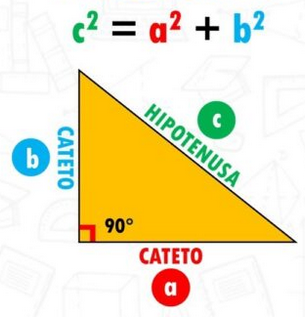 c² = a² + b²
c
HIPOTENUSA
b
CATETO
90°
CATETO
a